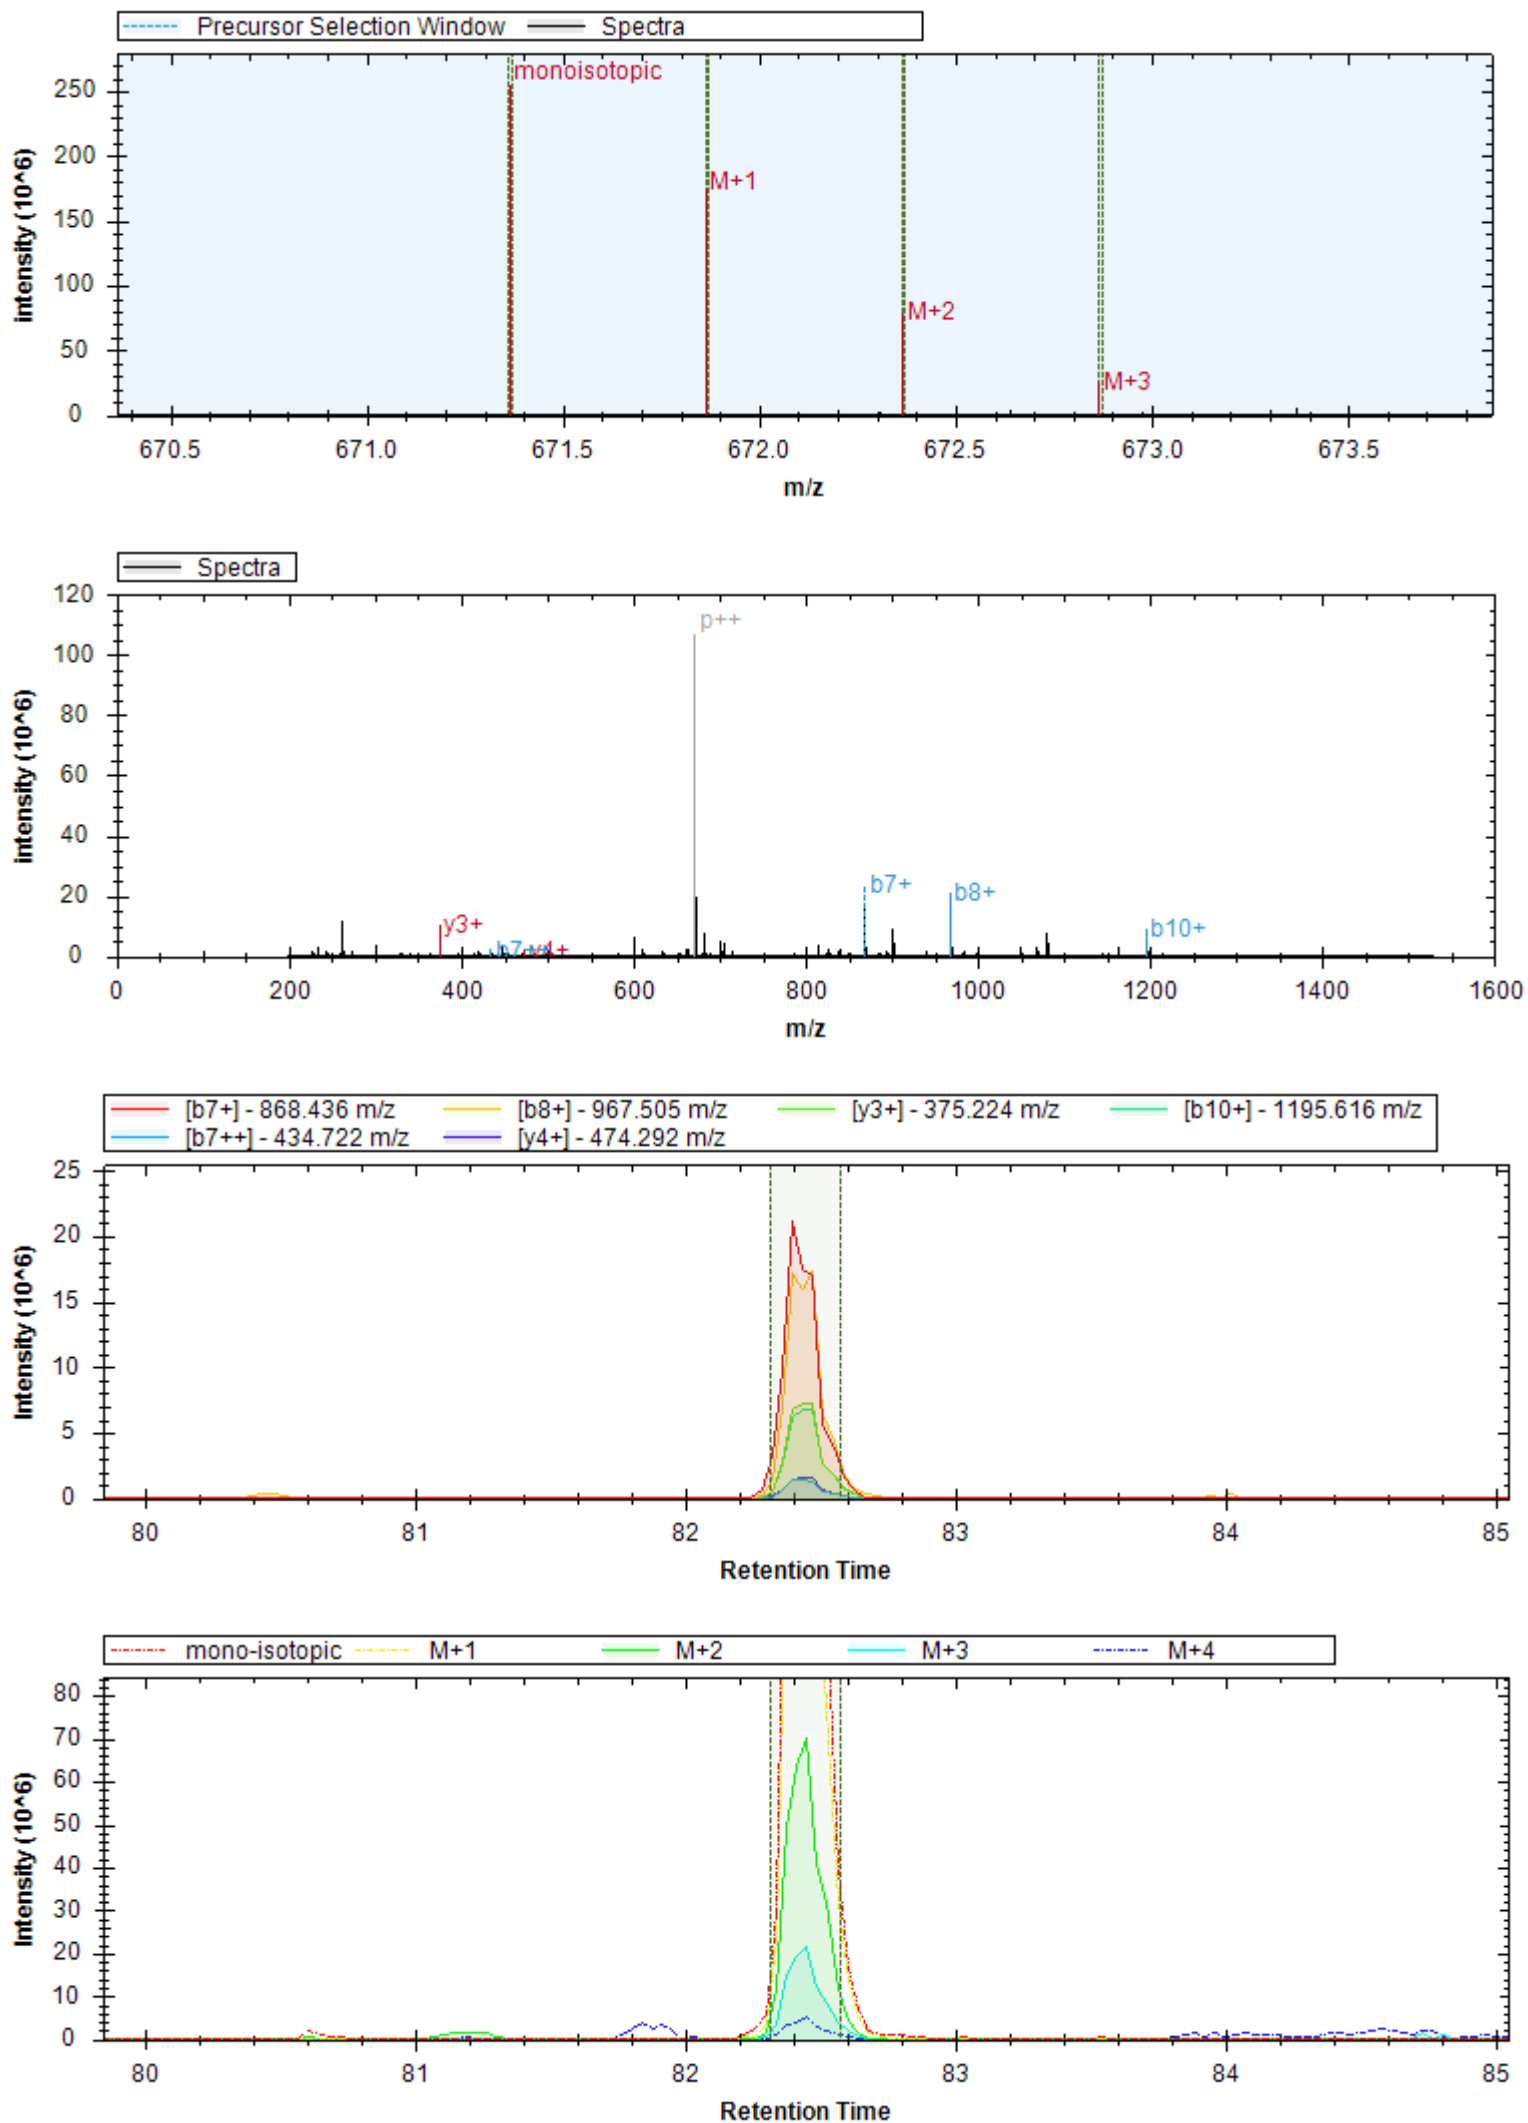 Precursor Selection Window Spectra
250
200
150
100
50
0
intensity (10^6)
monoisotopic
M+1
M+2
M+3
670.5 671.0 671.5 672.0 672.5 673.0 673.5
m/z
Spectra
120
100
80
60
40
20
0
intensity (10^6)
p++
b7+
b8+
y3+
b10+
0 200 400 600 800 1000 1200 1400 1600
m/z
[b7+] - 868.436 m/z [b8+] - 967.505 m/z [y3+] - 375.224 m/z [b10+] - 1195.616 m/z
[b7++] - 434.722 m/z [y4+] - 474.292 m/z
25
20
15
10
5
0
Intensity (10^6)
80 81 82 83 84 85
Retention Time
mono-isotopic M+1 M+2 M+3 M+4
80
70
60
50
40
30
20
10
0
Intensity (10^6)
80 81 82 83 84 85
Retention Time